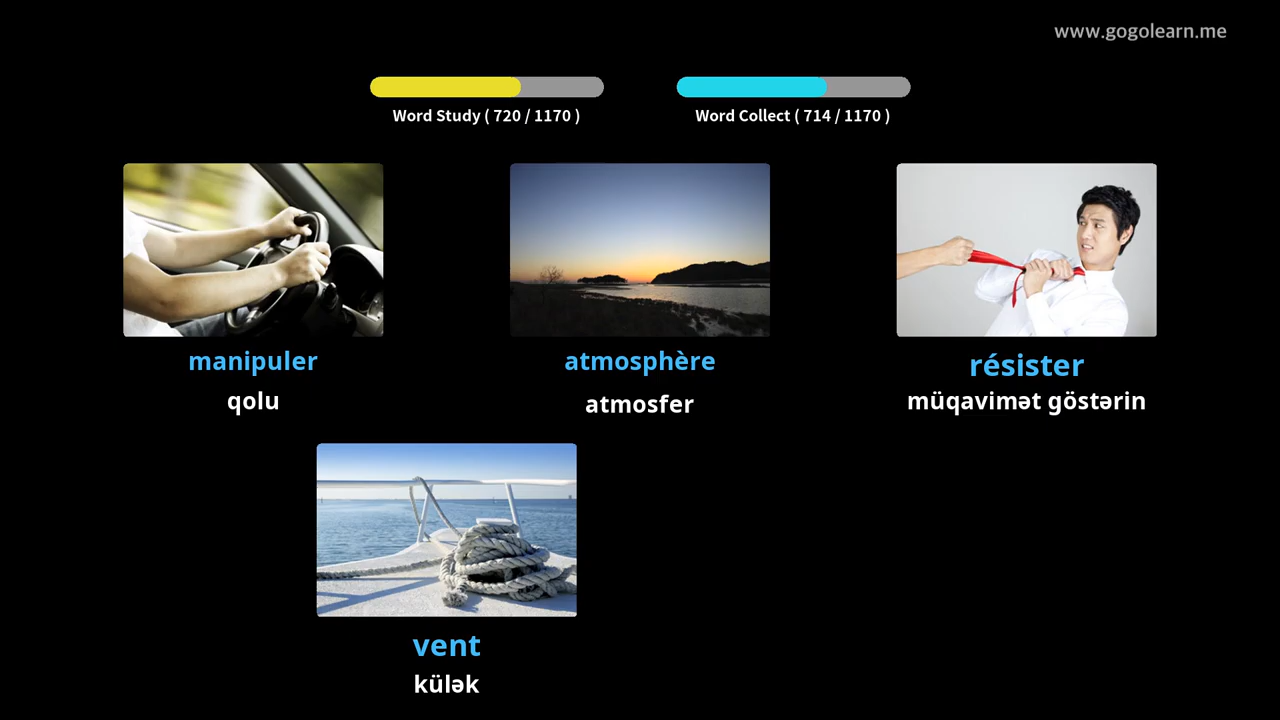 www.gogolearn.me
Word Study ( 720 / 1170 )
Word Collect ( 714 / 1170 )
manipuler
qolu
atmosphère
atmosfer
résister
müqavimət göstərin
vent
külək